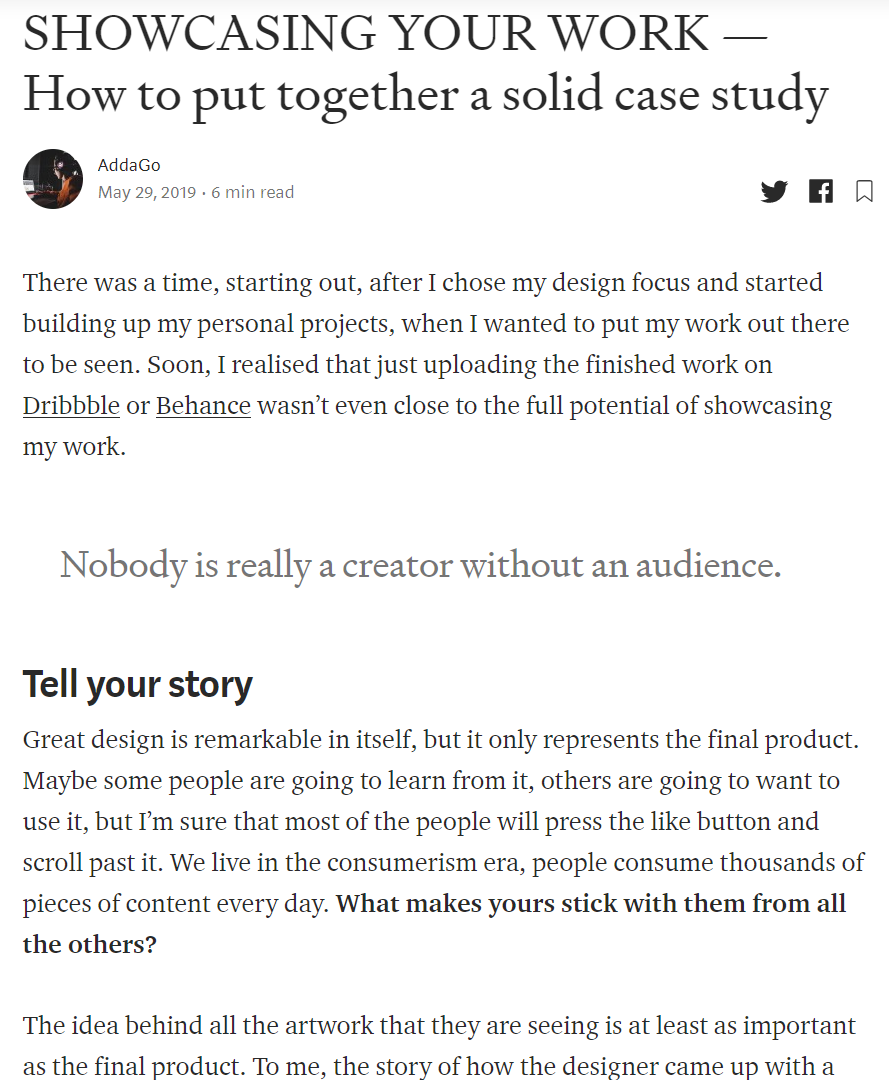 SHOWCASING YOUR WORK —
How to put together a solid case study
AddaGo
May 29, 2019 · 6 min read
There was a time, starting out, after I chose my design focus and started
building up my personal projects, when I wanted to put my work out there
to be seen. Soon, I realised that just uploading the finished work on
Dribbble or Behance wasn’t even close to the full potential of showcasing
my work.
Nobody is really a creator without an audience.
Tell your story
Great design is remarkable in itself, but it only represents the final product.
Maybe some people are going to learn from it, others are going to want to
use it, but I’m sure that most of the people will press the like button and
scroll past it. We live in the consumerism era, people consume thousands of
pieces of content every day. What makes yours stick with them from all
the others?
The idea behind all the artwork that they are seeing is at least as important
as the final product. To me, the story of how the designer came up with a